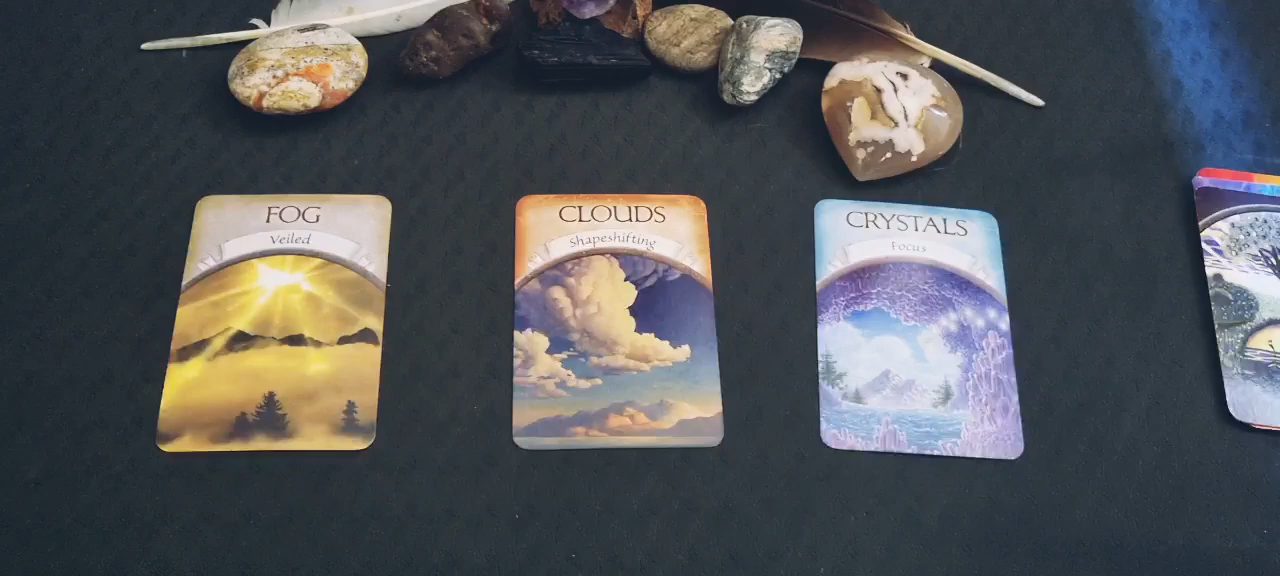 FOG
Veiled
CLOUDS
Shapeshifting
CRYSTALS
Focus